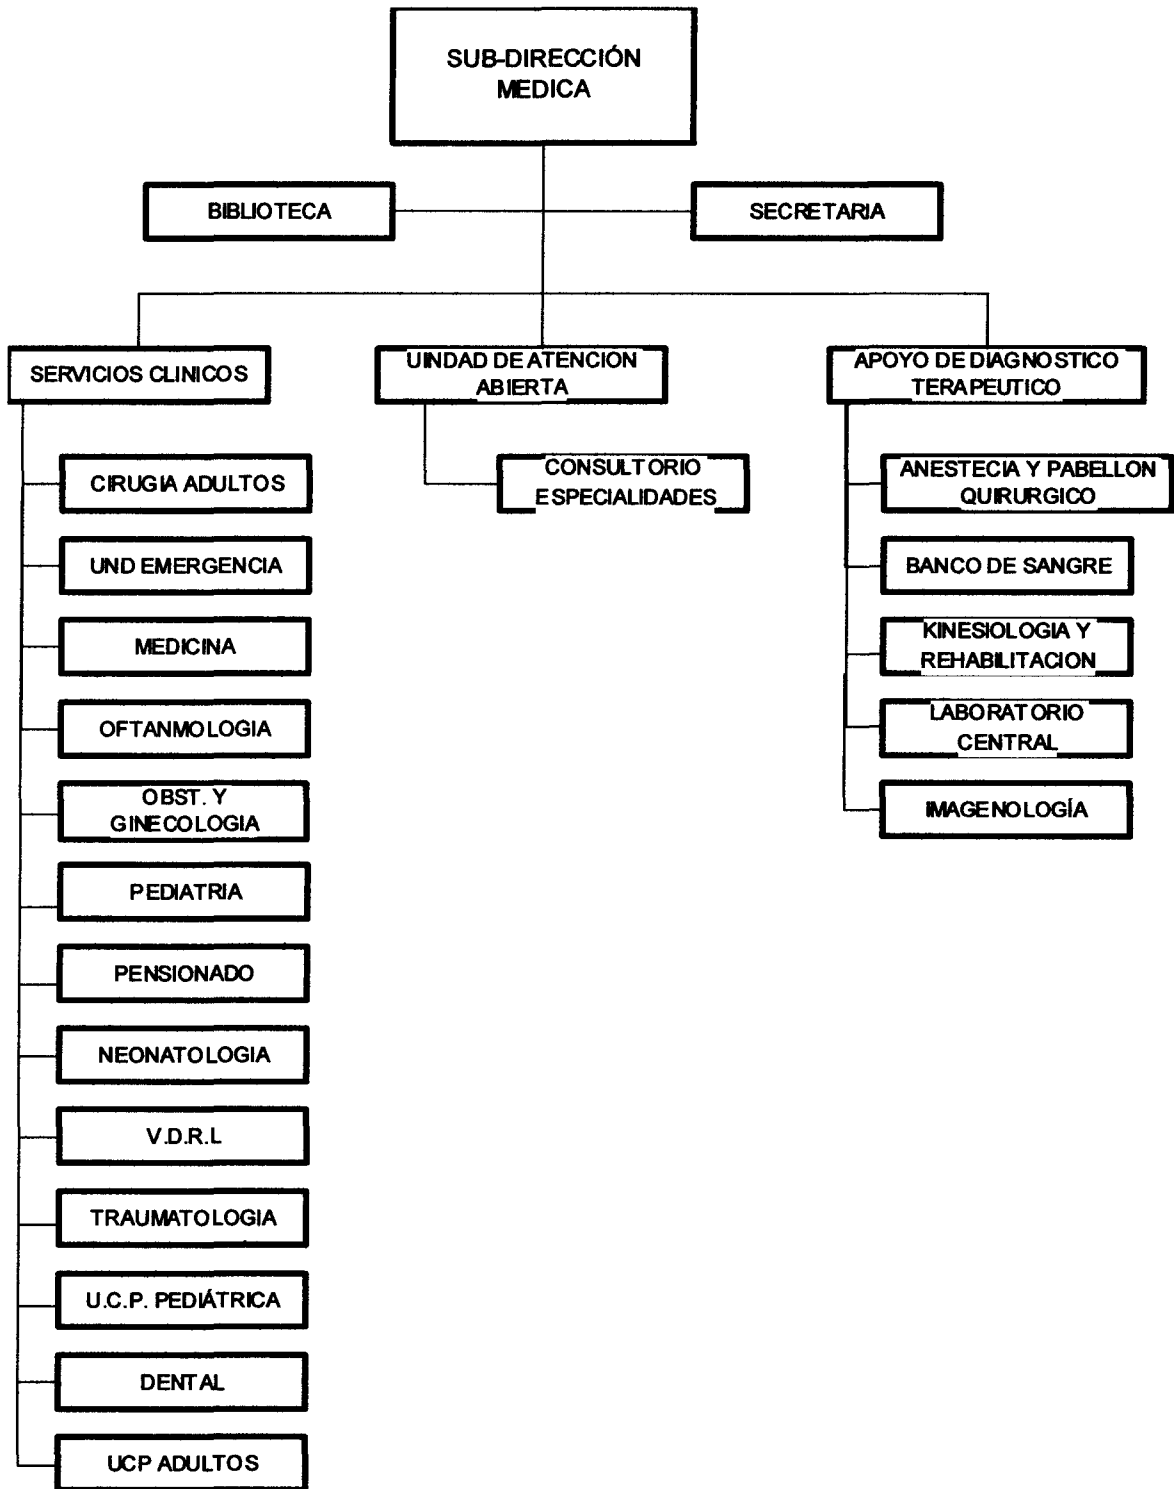 SUB-DIRECCIÓN
MEDICA
BIBLIOTECA
SECRETARIA
SERVICIOS CLINICOS
UINDAD DE ATENCION
ABIERTA
APOYO DE DIAGNOSTICO
TERAPEUTICO
CIRUGIA ADULTOS
UND EMERGENCIA
MEDICINA
OFTANMOLOGIA
OBST. Y
GINECOLOGIA
PEDIATRIA
PENSIONADO
NEONATOLOGIA
V.D.R.L
TRAUMATOLOGIA
U.C.P. PEDIÁTRICA
DENTAL
UCP ADULTOS
CONSULTORIO
ESPECIALIDADES
ANESTECIA Y PABELLON
QUIRURGICO
BANCO DE SANGRE
KINESIOLOGIA Y
REHABILITACION
LABORATORIO
CENTRAL
IMAGENOLOGÍA